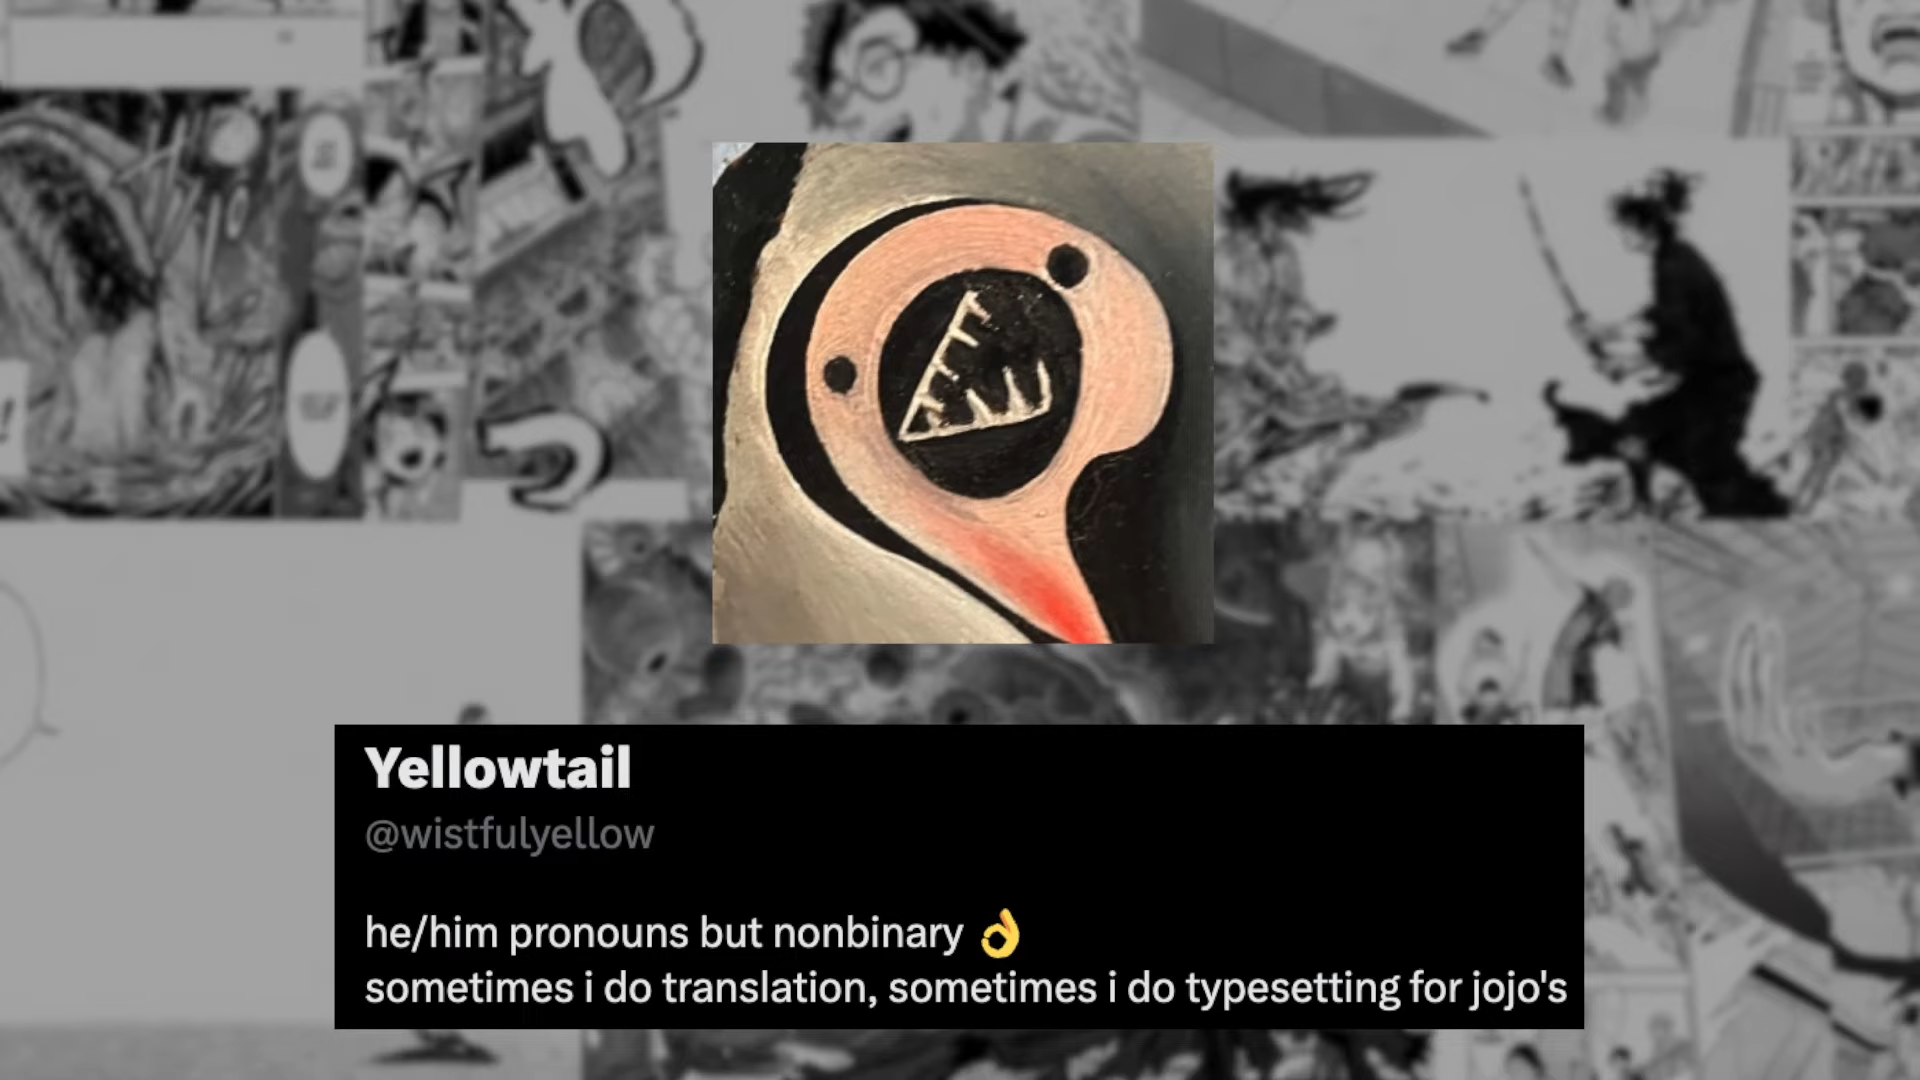 Yellowtail
@wistfulyellow
he/him pronouns but nonbinary 👌
sometimes i do translation, sometimes i do typesetting for jojo's